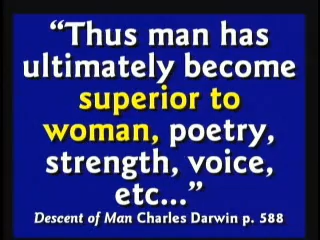 “Thus man has
ultimately become
superior to
woman, poetry,
strength, voice,
etc...”
Descent of Man Charles Darwin p. 588